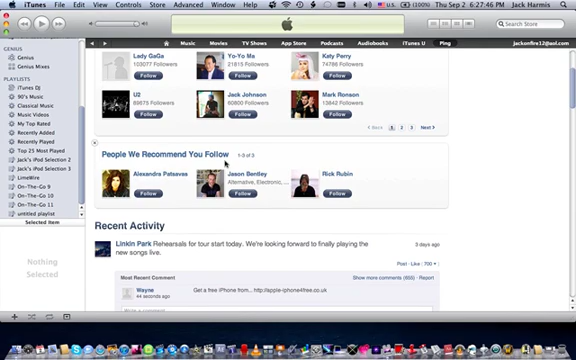 iTunes File Edit View Controls Store Advanced Window Help (100%) Thu Sep 2 6:27:46 PM Jack Harmis
iTunes
Search Store
Music Movies TV Shows App Store Podcasts Audiobooks iTunes U Ping jackonfire12@aol.com
GENIUS
Genius
Genius Mixes
PLAYLISTS
iTunes DJ
90's Music
Classical Music
Music Videos
My Top Rated
Recently Added
Recently Played
Top 25 Most Played
Jack's iPod Selection 2
Jack's iPod Selection 3
LimeWire
On-The-Go 9
On-The-Go 10
On-The-Go 11
untitled playlist
Selected Item
Nothing
Selected
Lady GaGa
103077 Followers
Follow
Yo-Yo Ma
21815 Followers
Follow
Katy Perry
74786 Followers
Follow
U2
89675 Followers
Follow
Jack Johnson
60800 Followers
Follow
Mark Ronson
13842 Followers
Follow
Back 1 2 3 Next
People We Recommend You Follow 1-3 of 3
Alexandra Patsavas
Follow
Jason Bentley
Alternative, Electronic, ...
Follow
Rick Rubin
Follow
Recent Activity
Linkin Park Rehearsals for tour start today. We're looking forward to finally playing the
new songs live.
5 days ago
Post · Like · 700 +
Most Recent Comment
Show more comments (655) · Report
Wayne
44 seconds ago
Get a free iPhone from... http://apple-iphone4free.co.uk
Write a comment...